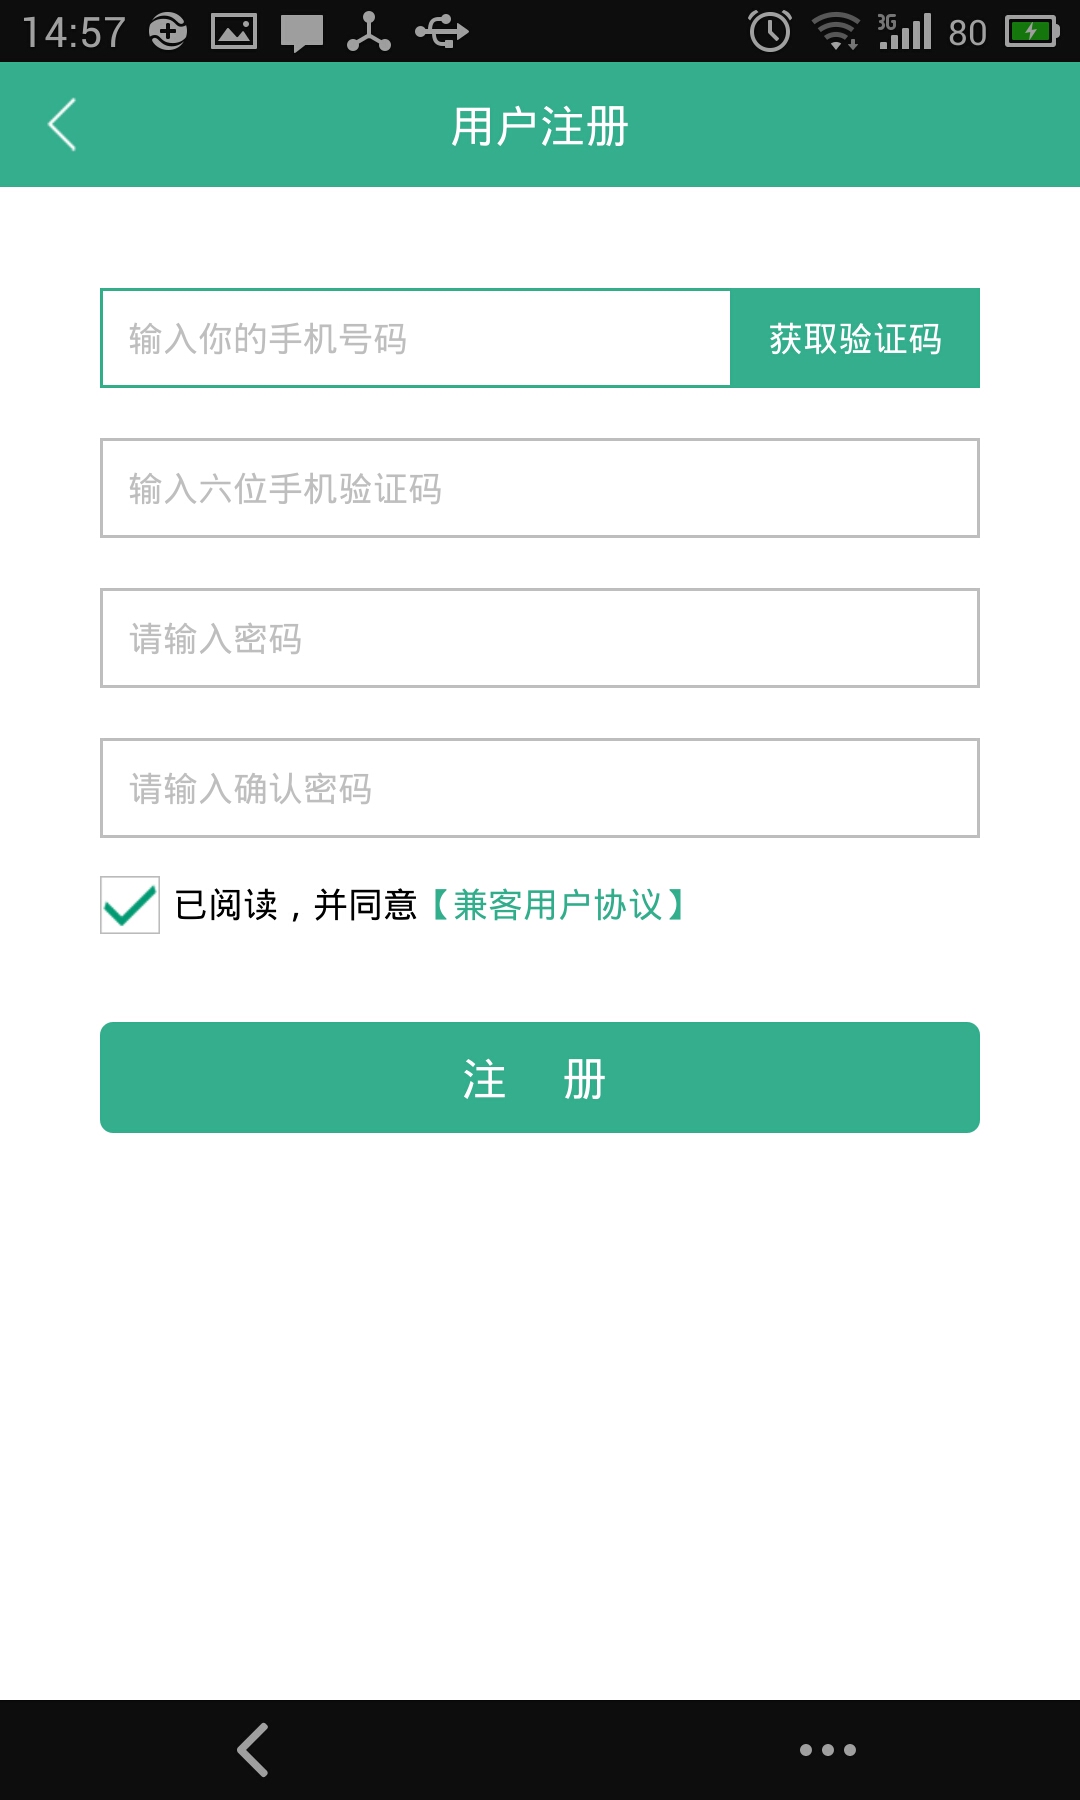 14:57 3G 80
用户注册
输入你的手机号码 获取验证码
输入六位手机验证码
请输入密码
请输入确认密码
已阅读，并同意【兼客用户协议】
注 册